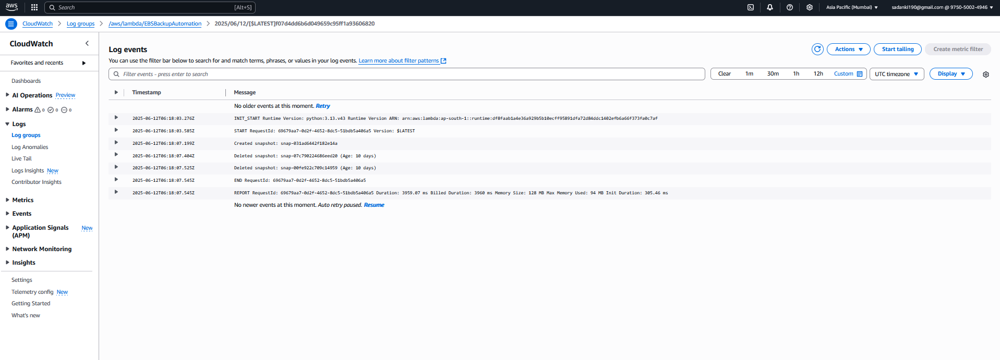 aws Search [Alt+S] Asia Pacific (Mumbai) sadanki190@gmail.com @ 9750-5002-4946
CloudWatch > Log groups > /aws/lambda/EBSBackupAutomation > 2025/06/12/[$LATEST]f07d4dd6b6d049659c95ff1a93606820
CloudWatch
Favorites and recents
Dashboards
AI Operations Preview
Alarms 0 0 0
Logs
Log groups
Log Anomalies
Live Tail
Logs Insights New
Contributor Insights
Metrics
Events
Application Signals New
(APM)
Network Monitoring
Insights
Settings
Telemetry config New
Getting Started
What's new
Log events
Actions Start tailing Create metric filter
You can use the filter bar below to search for and match terms, phrases, or values in your log events. Learn more about filter patterns
Filter events - press enter to search Clear 1m 30m 1h 12h Custom UTC timezone Display
Timestamp Message
No older events at this moment. Retry
2025-06-12T06:18:03.276Z INIT_START Runtime Version: python:3.13.v43 Runtime Version ARN: arn:aws:lambda:ap-south-1::runtime:df8faab1a4e36a929b5b10ecff95891dfa72d84ddc1402efb6a66f373fa0c7af
2025-06-12T06:18:03.585Z START RequestId: 69679aa7-0d2f-4652-8dc5-51bdb5a406a5 Version: $LATEST
2025-06-12T06:18:07.199Z Created snapshot: snap-031ad6442f182e14a
2025-06-12T06:18:07.404Z Deleted snapshot: snap-07c790224686eed20 (Age: 10 days)
2025-06-12T06:18:07.525Z Deleted snapshot: snap-00fe922c709c14959 (Age: 10 days)
2025-06-12T06:18:07.545Z END RequestId: 69679aa7-0d2f-4652-8dc5-51bdb5a406a5
2025-06-12T06:18:07.545Z REPORT RequestId: 69679aa7-0d2f-4652-8dc5-51bdb5a406a5 Duration: 3959.07 ms Billed Duration: 3960 ms Memory Size: 128 MB Max Memory Used: 94 MB Init Duration: 305.46 ms
No newer events at this moment. Auto retry paused. Resume